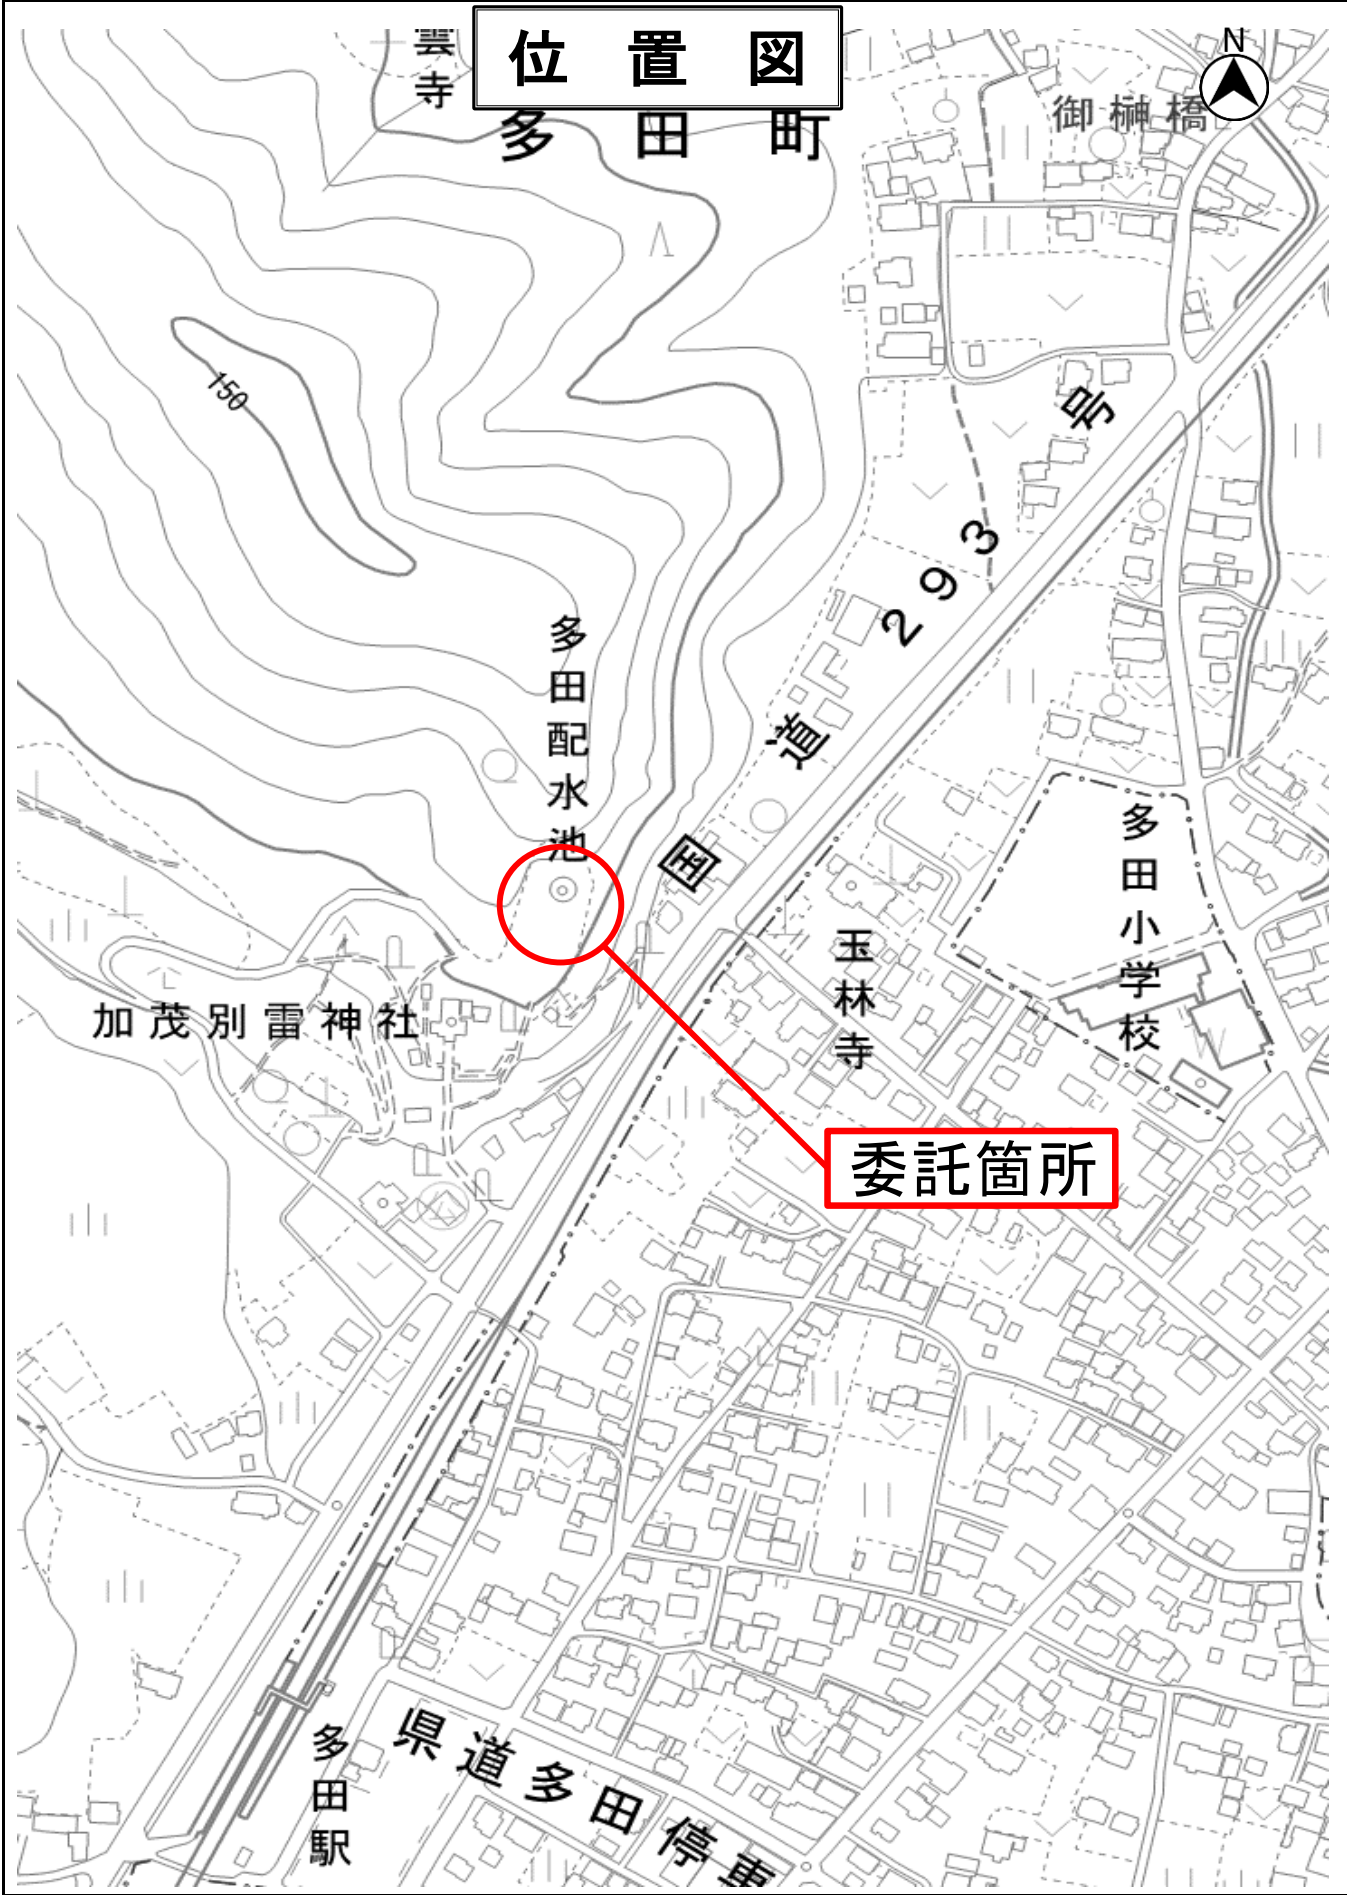 位置図
N
雲寺
多田町
御榊橋
150
国道293号
多田配水池
多田小学校
玉林寺
加茂別雷神社
委託箇所
多田駅
県道多田停車